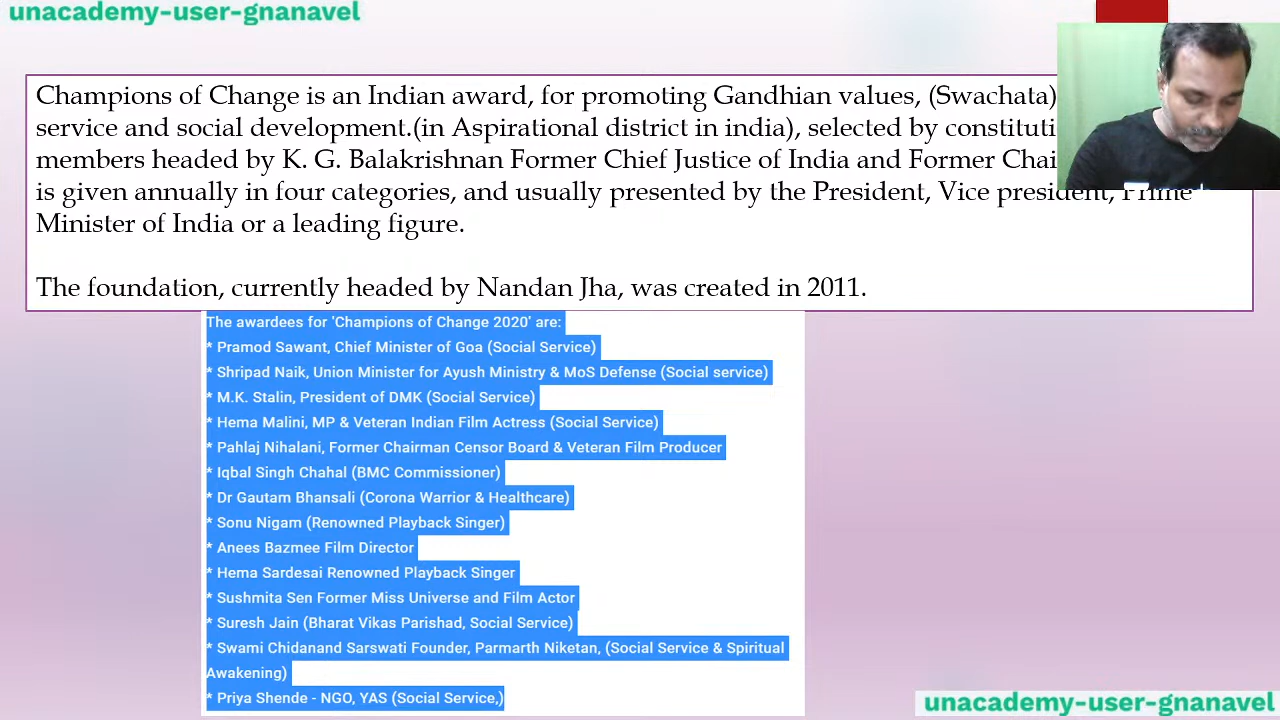 unacademy-user-gnanavel
Champions of Change is an Indian award, for promoting Gandhian values, (Swachata)
service and social development.(in Aspirational district in india), selected by
members headed by K. G. Balakrishnan Former Chief Justice of India and Former
is given annually in four categories, and usually presented by the President, Vice president, Prime
Minister of India or a leading figure.
The foundation, currently headed by Nandan Jha, was created in 2011.
The awardees for 'Champions of Change 2020' are:
* Pramod Sawant, Chief Minister of Goa (Social Service)
* Shripad Naik, Union Minister for Ayush Ministry & MoS Defense (Social service)
* M.K. Stalin, President of DMK (Social Service)
* Hema Malini, MP & Veteran Indian Film Actress (Social Service)
* Pahlaj Nihalani, Former Chairman Censor Board & Veteran Film Producer
* Iqbal Singh Chahal (BMC Commissioner)
* Dr Gautam Bhansali (Corona Warrior & Healthcare)
* Sonu Nigam (Renowned Playback Singer)
* Anees Bazmee Film Director
* Hema Sardesai Renowned Playback Singer
* Sushmita Sen Former Miss Universe and Film Actor
* Suresh Jain (Bharat Vikas Parishad, Social Service)
* Swami Chidanand Sarswati Founder, Parmarth Niketan, (Social Service & Spiritual
Awakening)
* Priya Shende - NGO, YAS (Social Service,)
unacademy-user-gnanavel